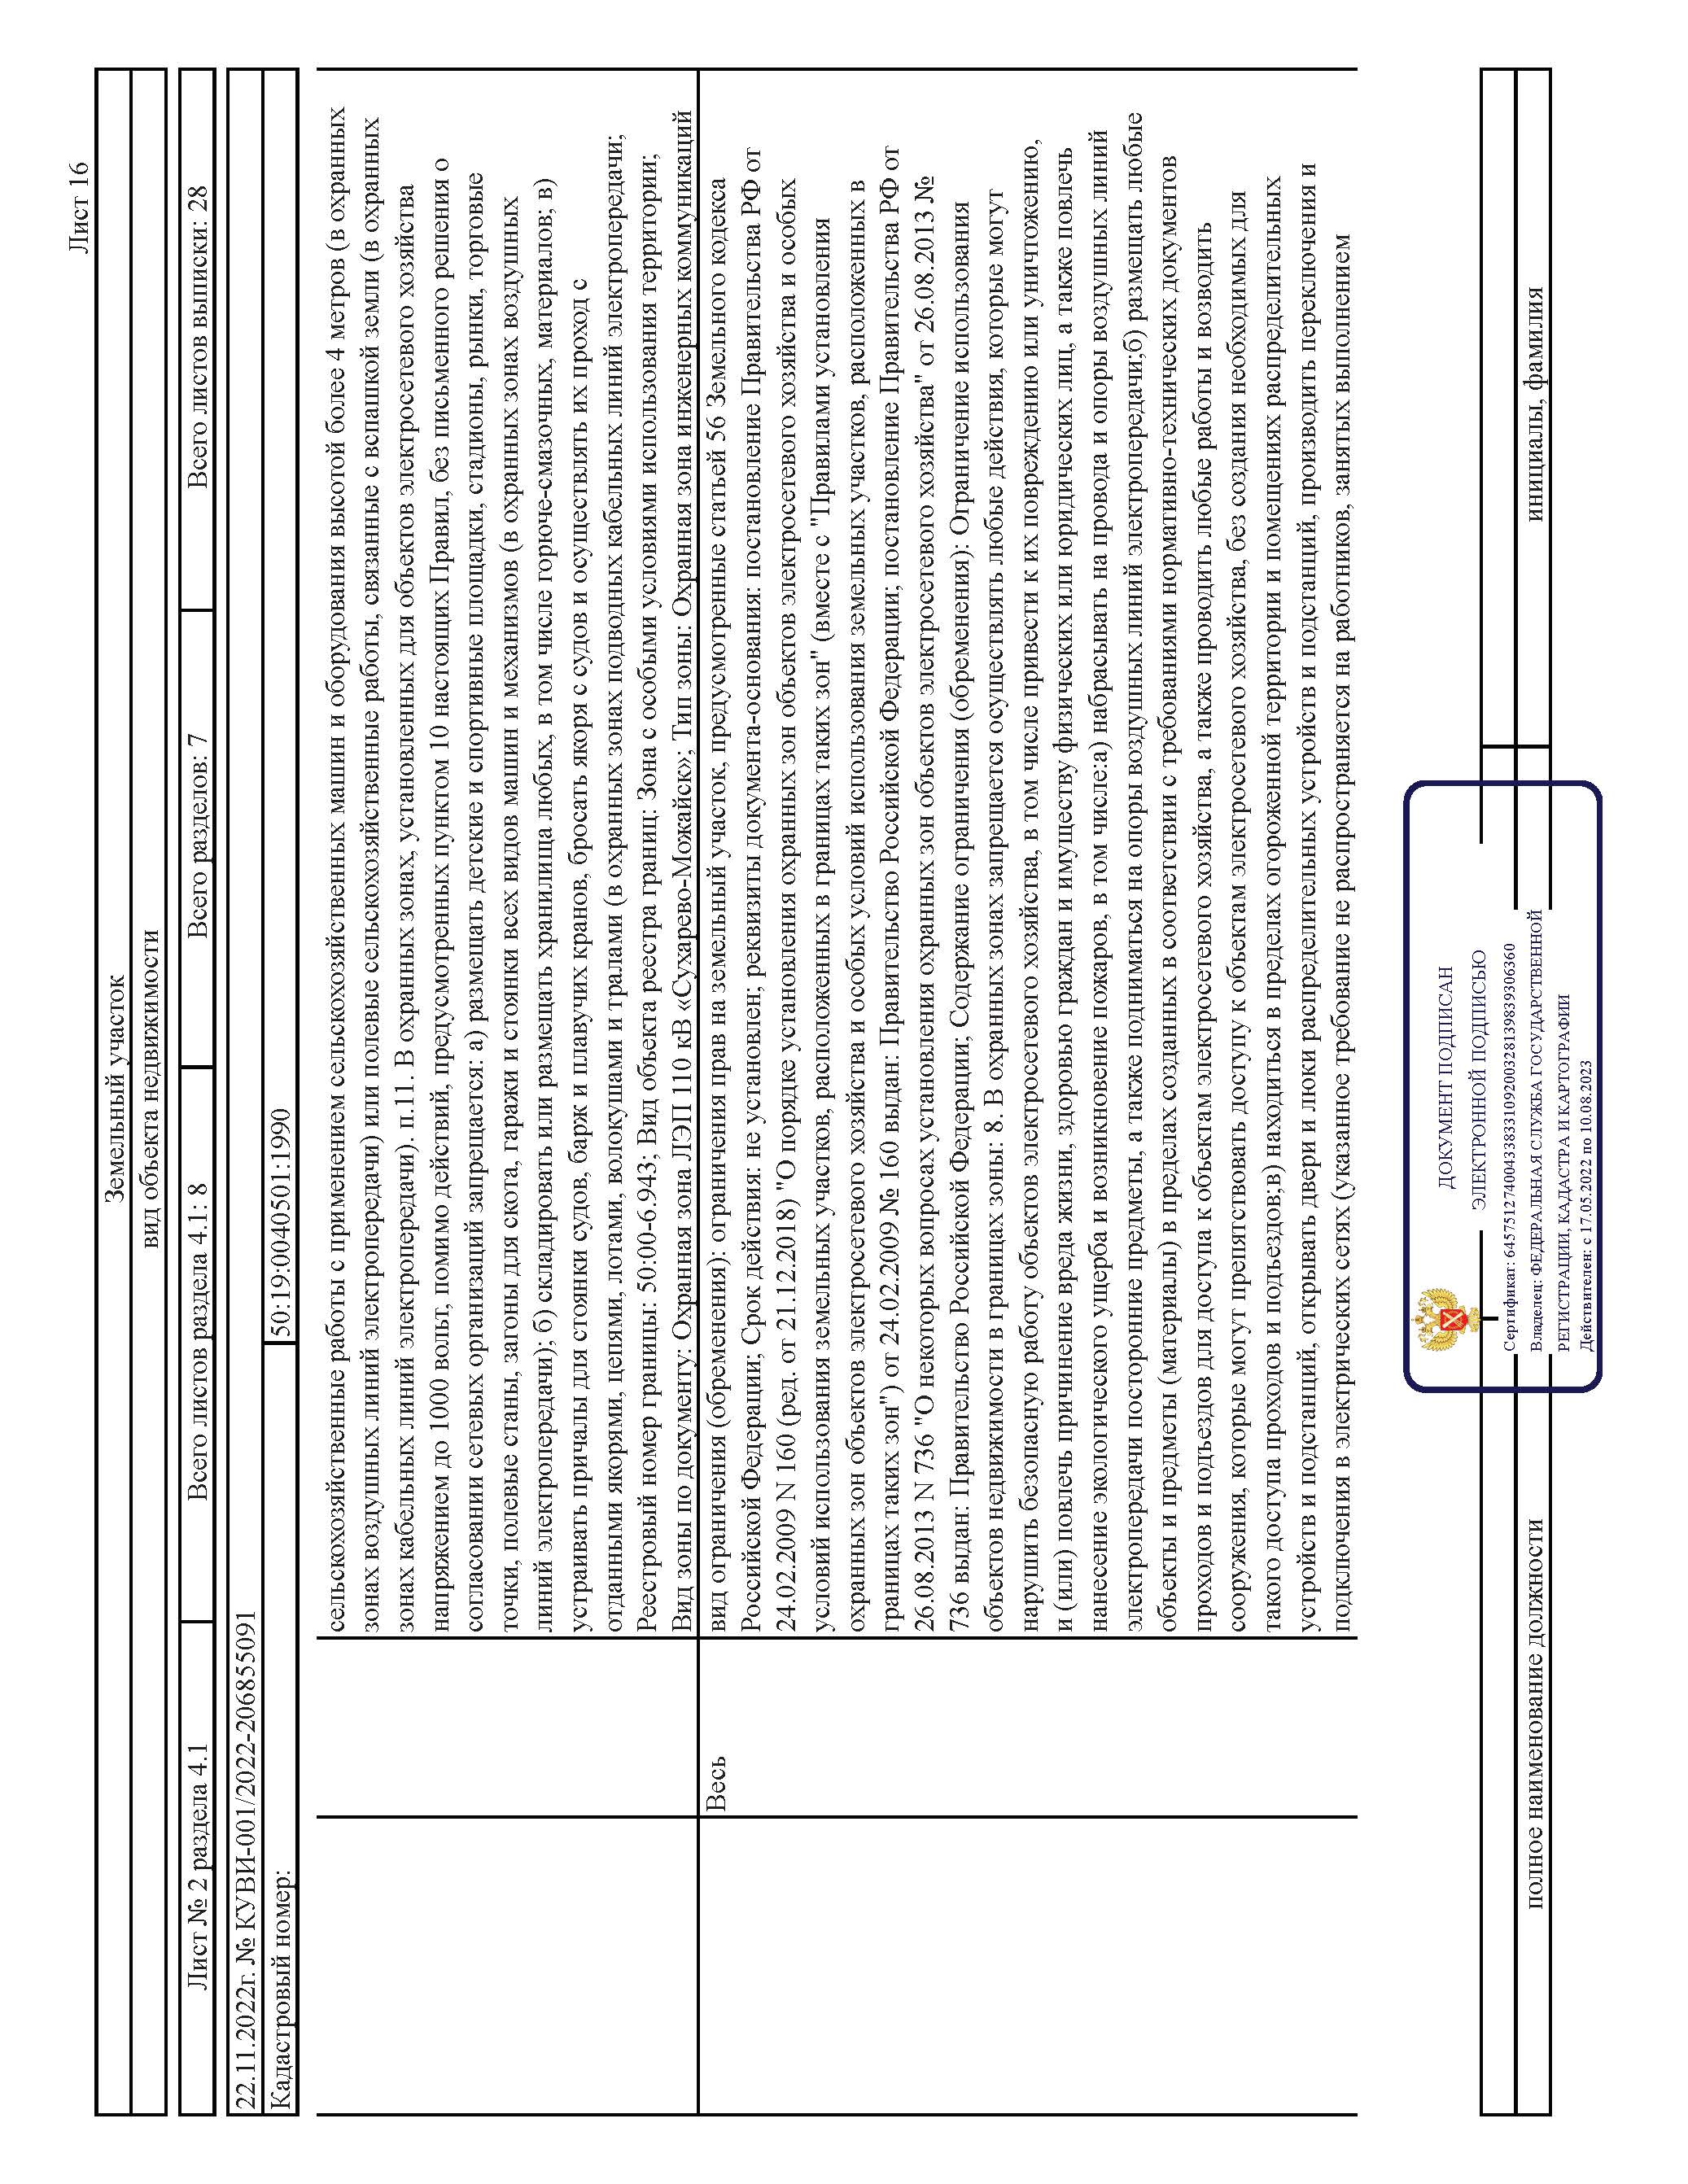 Лист 16
Земельный участок
вид объекта недвижимости
Лист № 2 раздела 4.1
Всего листов раздела 4.1: 8
Всего разделов: 7
Всего листов выписки: 28
22.11.2022г. № КУВИ-001/2022-206855091
Кадастровый номер:
50:19:0040501:1990
сельскохозяйственные работы с применением сельскохозяйственных машин и оборудования высотой более 4 метров (в охранных
зонах воздушных линий электропередачи) или полевые сельскохозяйственные работы, связанные с вспашкой земли (в охранных
зонах кабельных линий электропередачи). п.11. В охранных зонах, установленных для объектов электросетевого хозяйства
напряжением до 1000 вольт, помимо действий, предусмотренных пунктом 10 настоящих Правил, без письменного решения о
согласовании сетевых организаций запрещается: а) размещать детские и спортивные площадки, стадионы, рынки, торговые
точки, полевые станы, загоны для скота, гаражи и стоянки всех видов машин и механизмов (в охранных зонах воздушных
линий электропередачи); б) складировать или размещать хранилища любых, в том числе горюче-смазочных, материалов; в)
устраивать причалы для стоянки судов, барж и плавучих кранов, бросать якоря с судов и осуществлять их проход с
отданными якорями, цепями, лотами, волокушами и тралами (в охранных зонах подводных кабельных линий электропередачи;
Реестровый номер границы: 50:00-6.943; Вид объекта реестра границ: Зона с особыми условиями использования территории;
Вид зоны по документу: Охранная зона ЛЭП 110 кВ «Сухарево-Можайск»; Тип зоны: Охранная зона инженерных коммуникаций
Весь
вид ограничения (обременения): ограничения прав на земельный участок, предусмотренные статьей 56 Земельного кодекса
Российской Федерации; Срок действия: не установлен; реквизиты документа-основания: постановление Правительства РФ от
24.02.2009 N 160 (ред. от 21.12.2018) "О порядке установления охранных зон объектов электросетевого хозяйства и особых
условий использования земельных участков, расположенных в границах таких зон" (вместе с "Правилами установления
охранных зон объектов электросетевого хозяйства и особых условий использования земельных участков, расположенных в
границах таких зон") от 24.02.2009 № 160 выдан: Правительство Российской Федерации; постановление Правительства РФ от
26.08.2013 N 736 "О некоторых вопросах установления охранных зон объектов электросетевого хозяйства" от 26.08.2013 №
736 выдан: Правительство Российской Федерации; Содержание ограничения (обременения): Ограничение использования
объектов недвижимости в границах зоны: 8. В охранных зонах запрещается осуществлять любые действия, которые могут
нарушить безопасную работу объектов электросетевого хозяйства, в том числе привести к их повреждению или уничтожению,
и (или) повлечь причинение вреда жизни, здоровью граждан и имуществу физических или юридических лиц, а также повлечь
нанесение экологического ущерба и возникновение пожаров, в том числе:а) набрасывать на провода и опоры воздушных линий
электропередачи посторонние предметы, а также подниматься на опоры воздушных линий электропередачи;б) размещать любые
объекты и предметы (материалы) в пределах созданных в соответствии с требованиями нормативно-технических документов
проходов и подъездов для доступа к объектам электросетевого хозяйства, а также проводить любые работы и возводить
сооружения, которые могут препятствовать доступу к объектам электросетевого хозяйства, без создания необходимых для
такого доступа проходов и подъездов;в) находиться в пределах огороженной территории и помещениях распределительных
устройств и подстанций, открывать двери и люки распределительных устройств и подстанций, производить переключения и
подключения в электрических сетях (указанное требование не распространяется на работников, занятых выполнением
ДОКУМЕНТ ПОДПИСАН
ЭЛЕКТРОННОЙ ПОДПИСЬЮ
Сертификат: 64575127400433833109200328139839306360
Владелец: ФЕДЕРАЛЬНАЯ СЛУЖБА ГОСУДАРСТВЕННОЙ
РЕГИСТРАЦИИ, КАДАСТРА И КАРТОГРАФИИ
Действителен: с 17.05.2022 по 10.08.2023
полное наименование должности
инициалы, фамилия